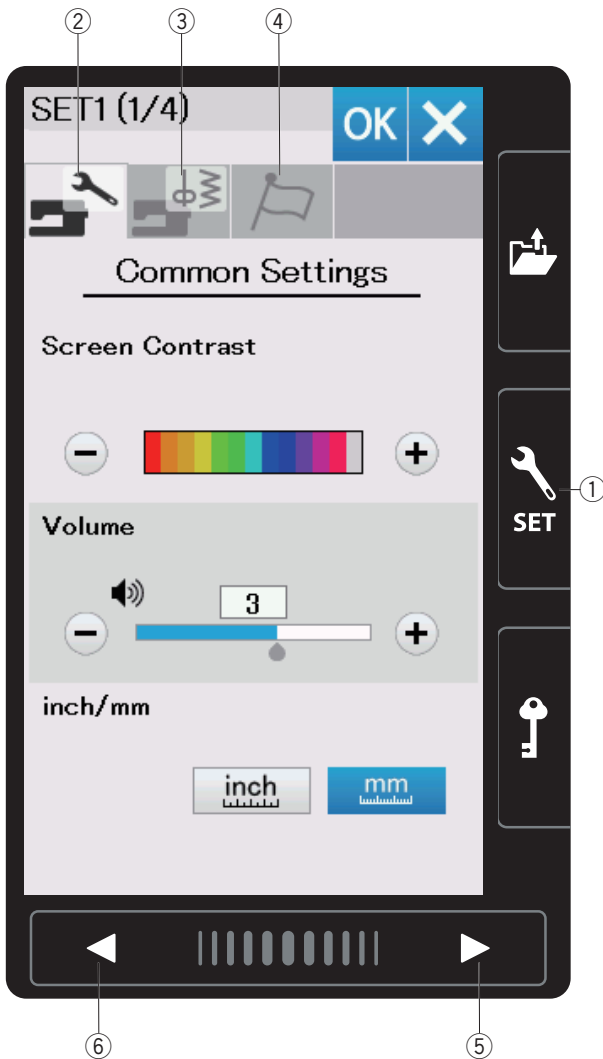 ② ③ ④
SET1 (1/4)
OK
Common Settings
Screen Contrast
①
SET
Volume
3
inch/mm
inch
mm
⑥ ⑤